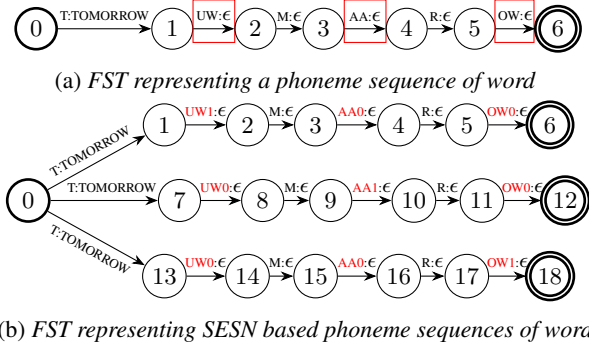 0 T:TOMORROW 1 UW:ϵ 2 M:ϵ 3 AA:ϵ 4 R:ϵ 5 OW:ϵ 6
(a) FST representing a phoneme sequence of word
T:TOMORROW 1 UW1:ϵ 2 M:ϵ 3 AA0:ϵ 4 R:ϵ 5 OW0:ϵ 6
0 T:TOMORROW 7 UW0:ϵ 8 M:ϵ 9 AA1:ϵ 10 R:ϵ 11 OW0:ϵ 12
T:TOMORROW 13 UW0:ϵ 14 M:ϵ 15 AA0:ϵ 16 R:ϵ 17 OW1:ϵ 18
(b) FST representing SESN based phoneme sequences of word